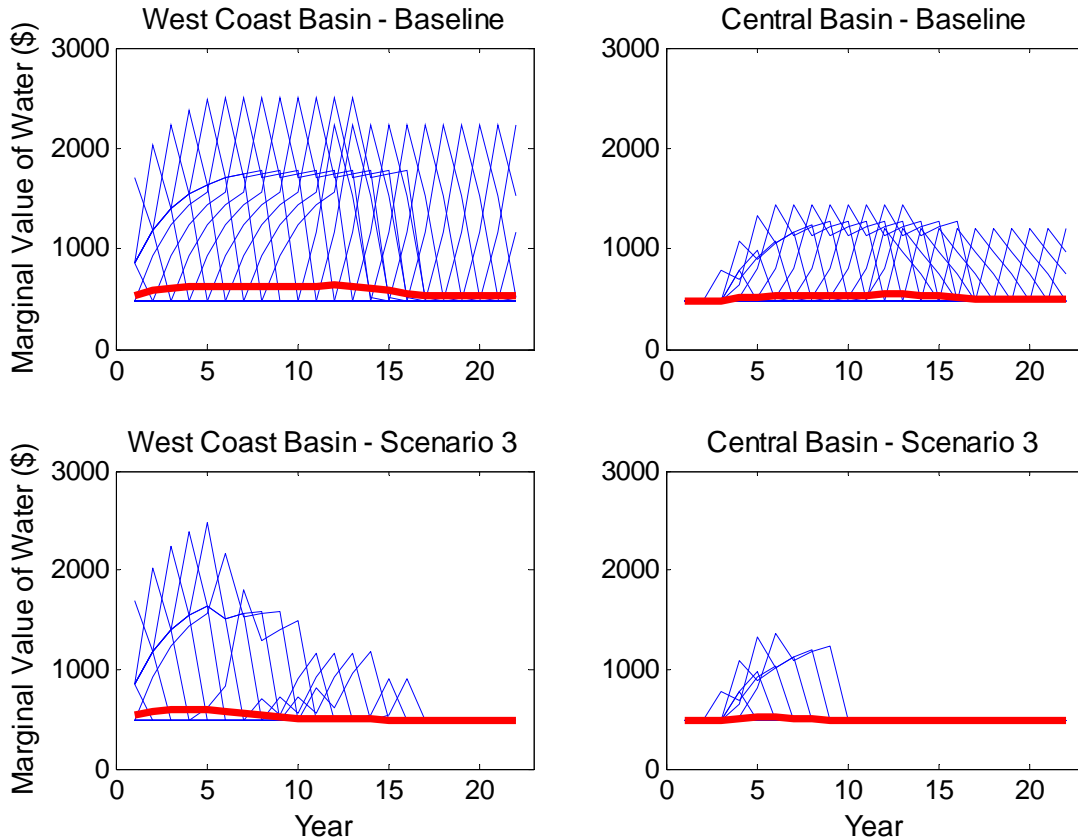 West Coast Basin - Baseline
Central Basin - Baseline
Marginal Value of Water ($)
3000
2000
1000
0
0 5 10 15 20
3000
2000
1000
0
0 5 10 15 20
West Coast Basin - Scenario 3
Central Basin - Scenario 3
Marginal Value of Water ($)
3000
2000
1000
0
0 5 10 15 20
Year
3000
2000
1000
0
0 5 10 15 20
Year